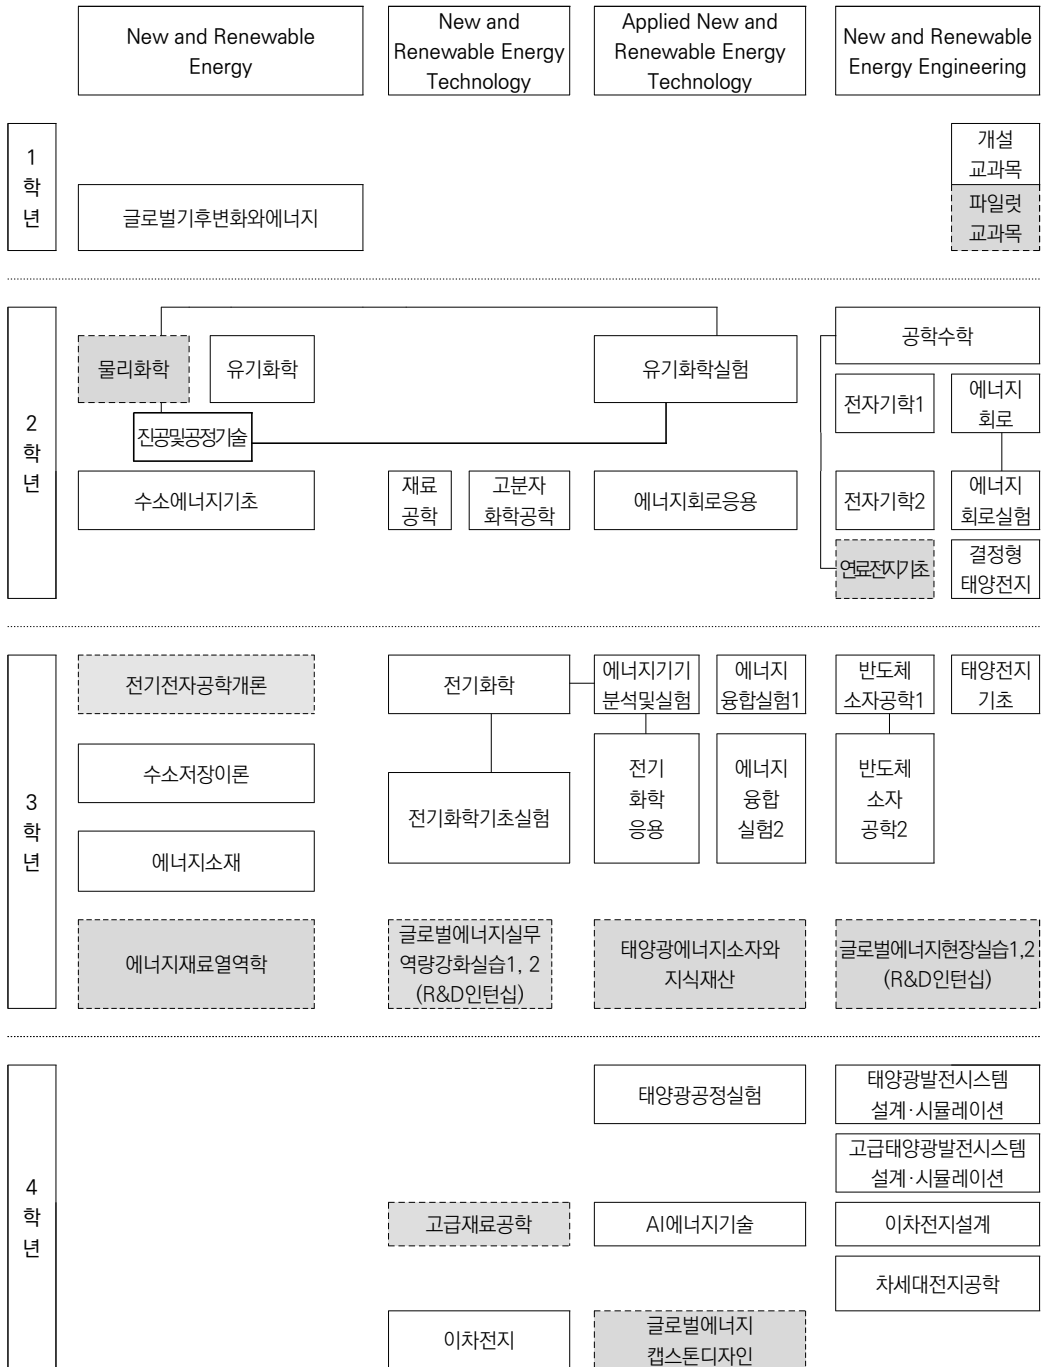 New and Renewable
Energy
New and
Renewable Energy
Technology
Applied New and
Renewable Energy
Technology
New and Renewable
Energy Engineering
1
학
년
글로벌기후변화와에너지
개설
교과목
파일럿
교과목
2
학
년
물리화학
유기화학
유기화학실험
공학수학
전자기학1
에너지
회로
진공및공정기술
수소에너지기초
재료
공학
고분자
화학공학
에너지회로응용
전자기학2
에너지
회로실험
연료전지기초
결정형
태양전지
3
학
년
전기전자공학개론
전기화학
에너지기기
분석및실험
에너지
융합실험1
반도체
소자공학1
태양전지
기초
수소저장이론
전기화학기초실험
전기
화학
응용
에너지
융합
실험2
반도체
소자
공학2
에너지소재
에너지재료열역학
글로벌에너지실무
역량강화실습1, 2
(R&D인턴십)
태양광에너지소자와
지식재산
글로벌에너지현장실습1,2
(R&D인턴십)
4
학
년
태양광공정실험
태양광발전시스템
설계·시뮬레이션
고급태양광발전시스템
설계·시뮬레이션
고급재료공학
AI에너지기술
이차전지설계
차세대전지공학
이차전지
글로벌에너지
캡스톤디자인